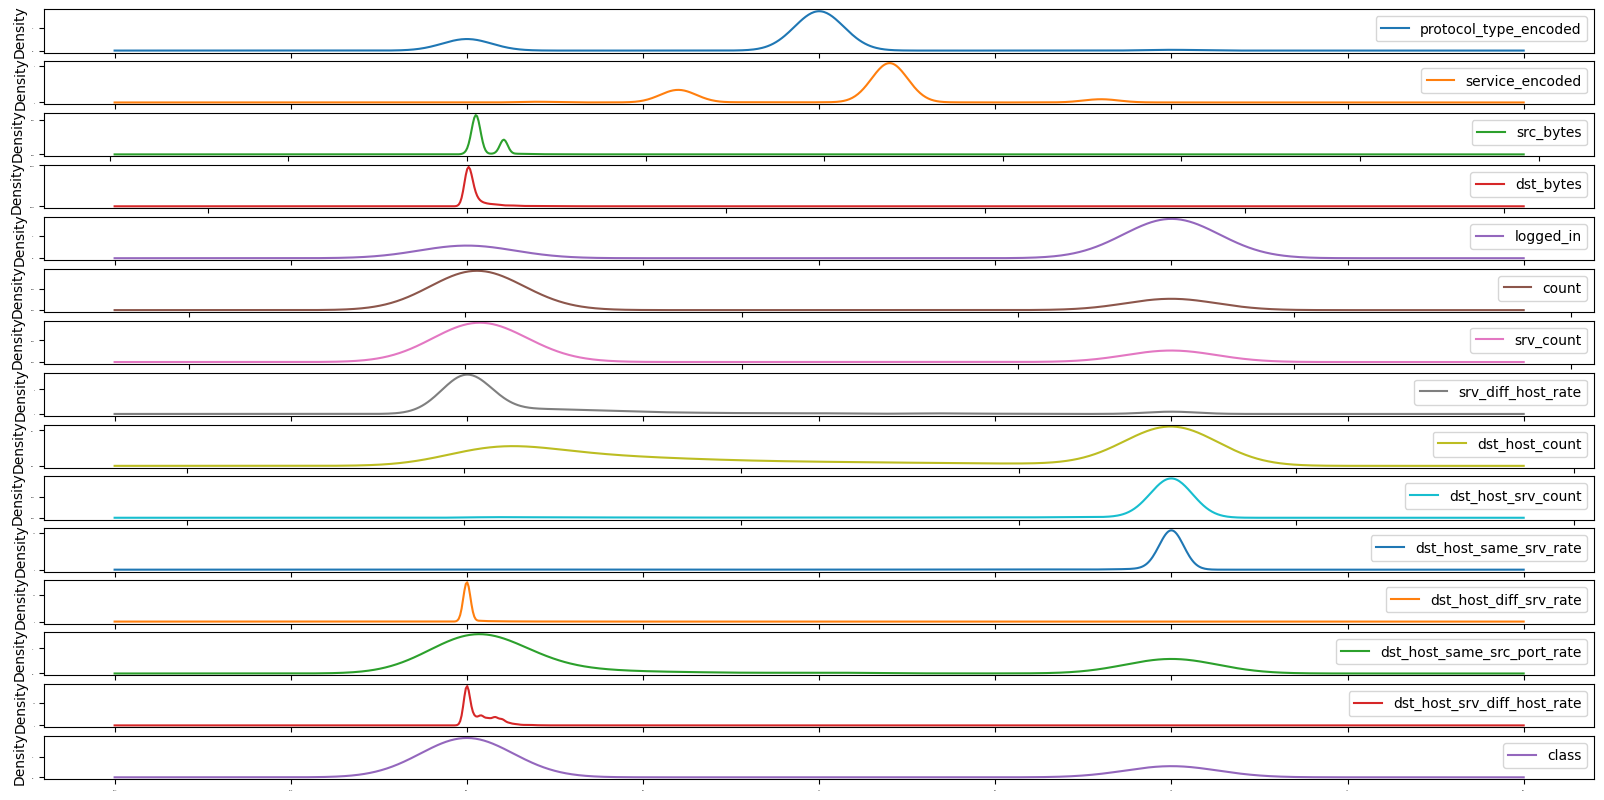 Density
protocol_type_encoded
Density
service_encoded
Density
src_bytes
Density
dst_bytes
Density
logged_in
Density
count
Density
srv_count
Density
srv_diff_host_rate
Density
dst_host_count
Density
dst_host_srv_count
Density
dst_host_same_srv_rate
Density
dst_host_diff_srv_rate
Density
dst_host_same_src_port_rate
Density
dst_host_srv_diff_host_rate
Density
class